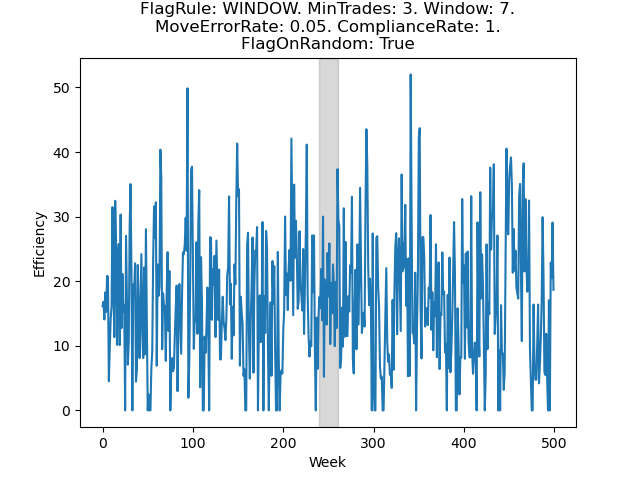 FlagRule: WINDOW. MinTrades: 3. Window: 7.
MoveErrorRate: 0.05. ComplianceRate: 1.
FlagOnRandom: True
50
40
30
20
10
0
Efficiency
0 100 200 300 400 500
Week